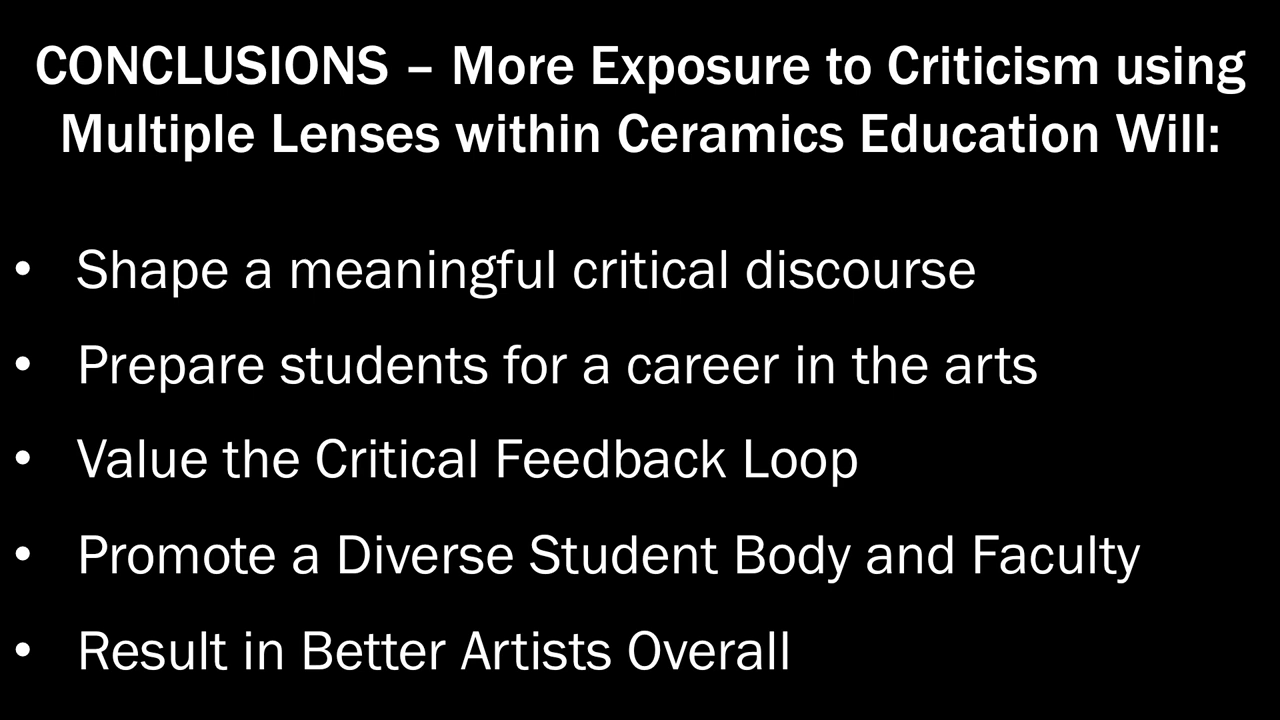 CONCLUSIONS – More Exposure to Criticism using
Multiple Lenses within Ceramics Education Will:
• Shape a meaningful critical discourse
• Prepare students for a career in the arts
• Value the Critical Feedback Loop
• Promote a Diverse Student Body and Faculty
• Result in Better Artists Overall